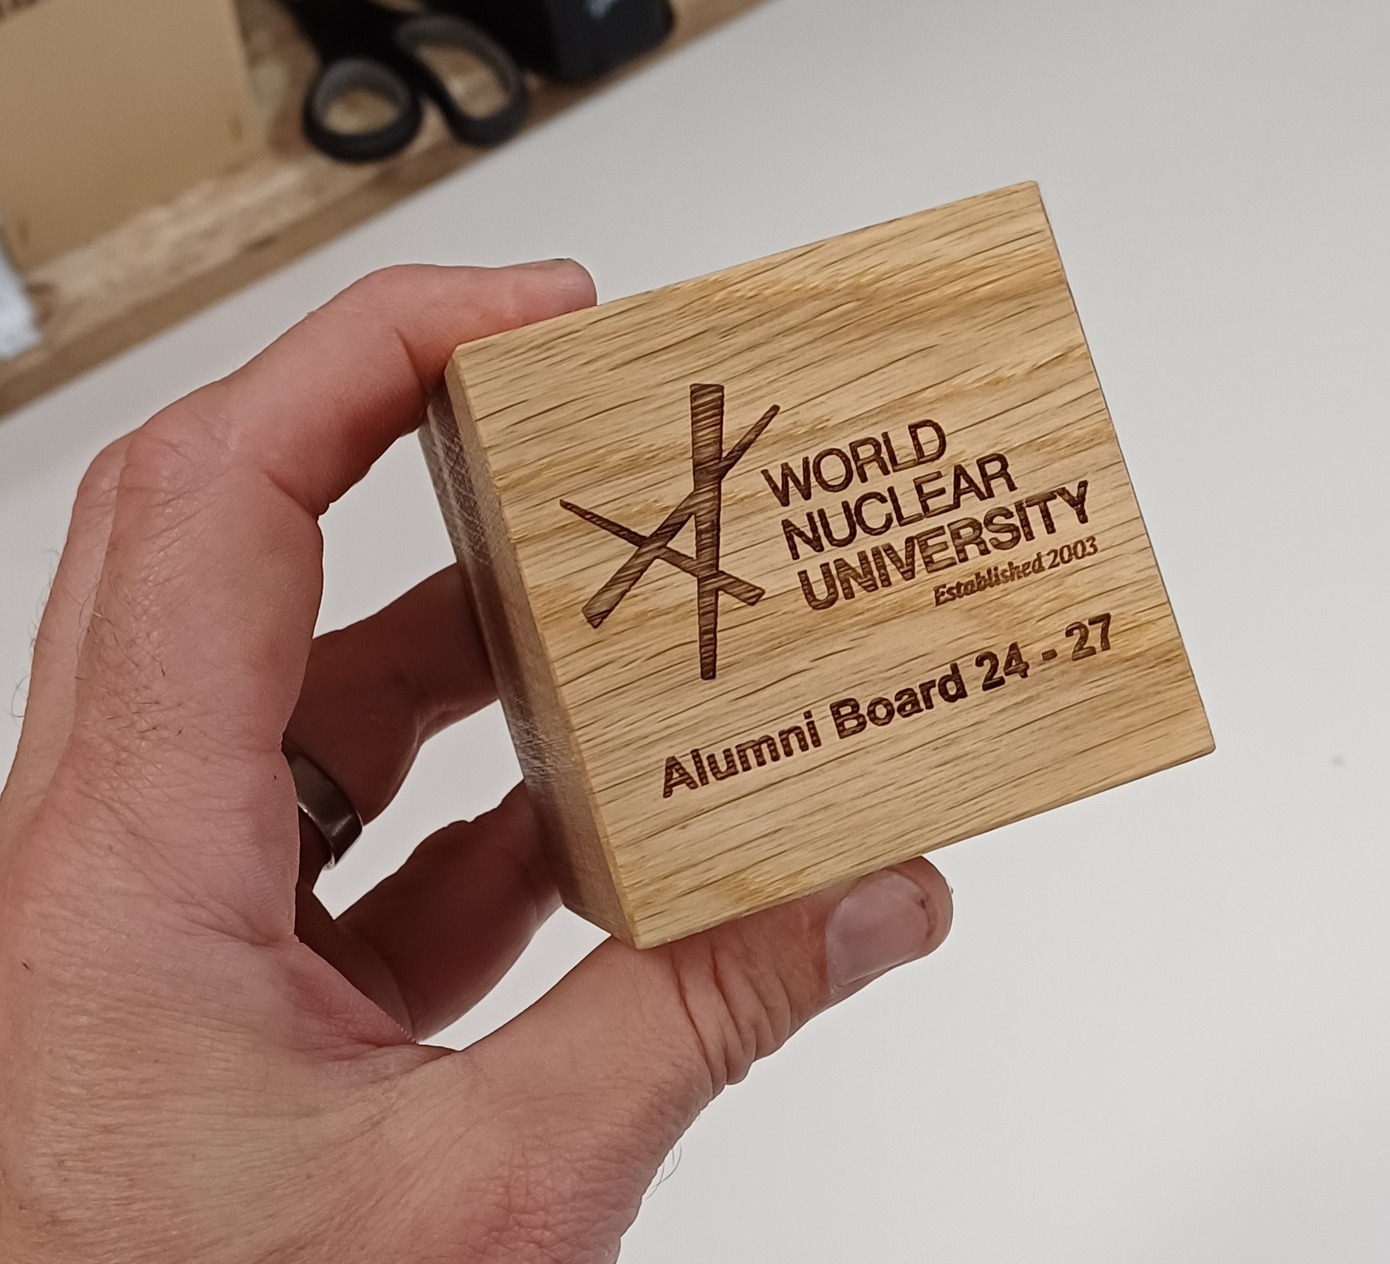 WORLD
NUCLEAR
UNIVERSITY
Established 2003
Alumni Board 24 - 27